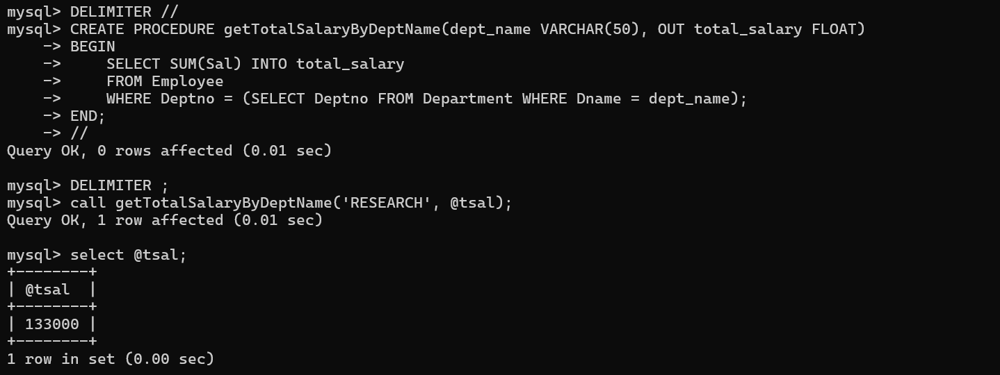 mysql> DELIMITER //
mysql> CREATE PROCEDURE getTotalSalaryByDeptName(dept_name VARCHAR(50), OUT total_salary FLOAT)
    -> BEGIN
    ->     SELECT SUM(Sal) INTO total_salary
    ->     FROM Employee
    ->     WHERE Deptno = (SELECT Deptno FROM Department WHERE Dname = dept_name);
    -> END;
    -> //
Query OK, 0 rows affected (0.01 sec)

mysql> DELIMITER ;
mysql> call getTotalSalaryByDeptName('RESEARCH', @tsal);
Query OK, 1 row affected (0.01 sec)

mysql> select @tsal;
+--------+
| @tsal  |
+--------+
| 133000 |
+--------+
1 row in set (0.00 sec)